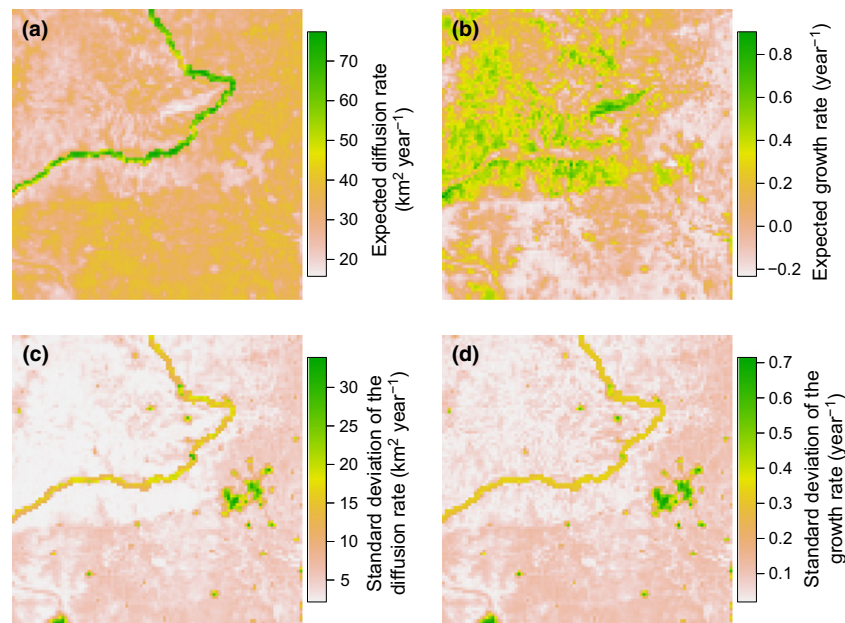 (a)
70
60
50
40
30
20
Expected diffusion rate
(km² year⁻¹)
(b)
0.8
0.6
0.4
0.2
0.0
−0.2
Expected growth rate (year⁻¹)
(c)
30
25
20
15
10
5
Standard deviation of the
diffusion rate (km² year⁻¹)
(d)
0.7
0.6
0.5
0.4
0.3
0.2
0.1
Standard deviation of the
growth rate (year⁻¹)